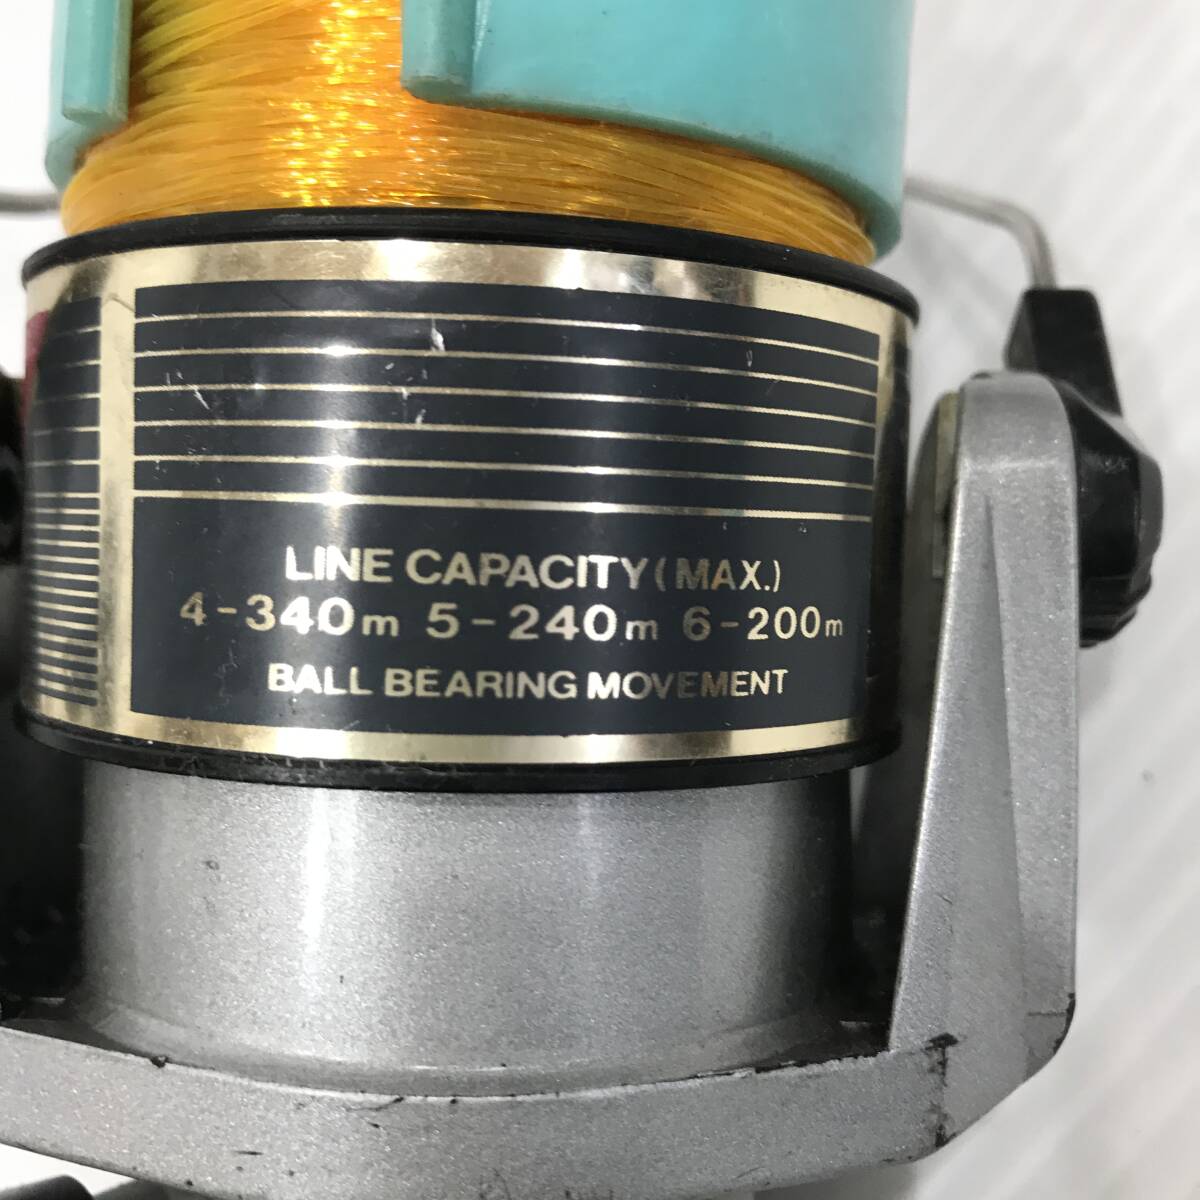 LINE CAPACITY (MAX.)
4-340m 5-240m 6-200m
BALL BEARING MOVEMENT